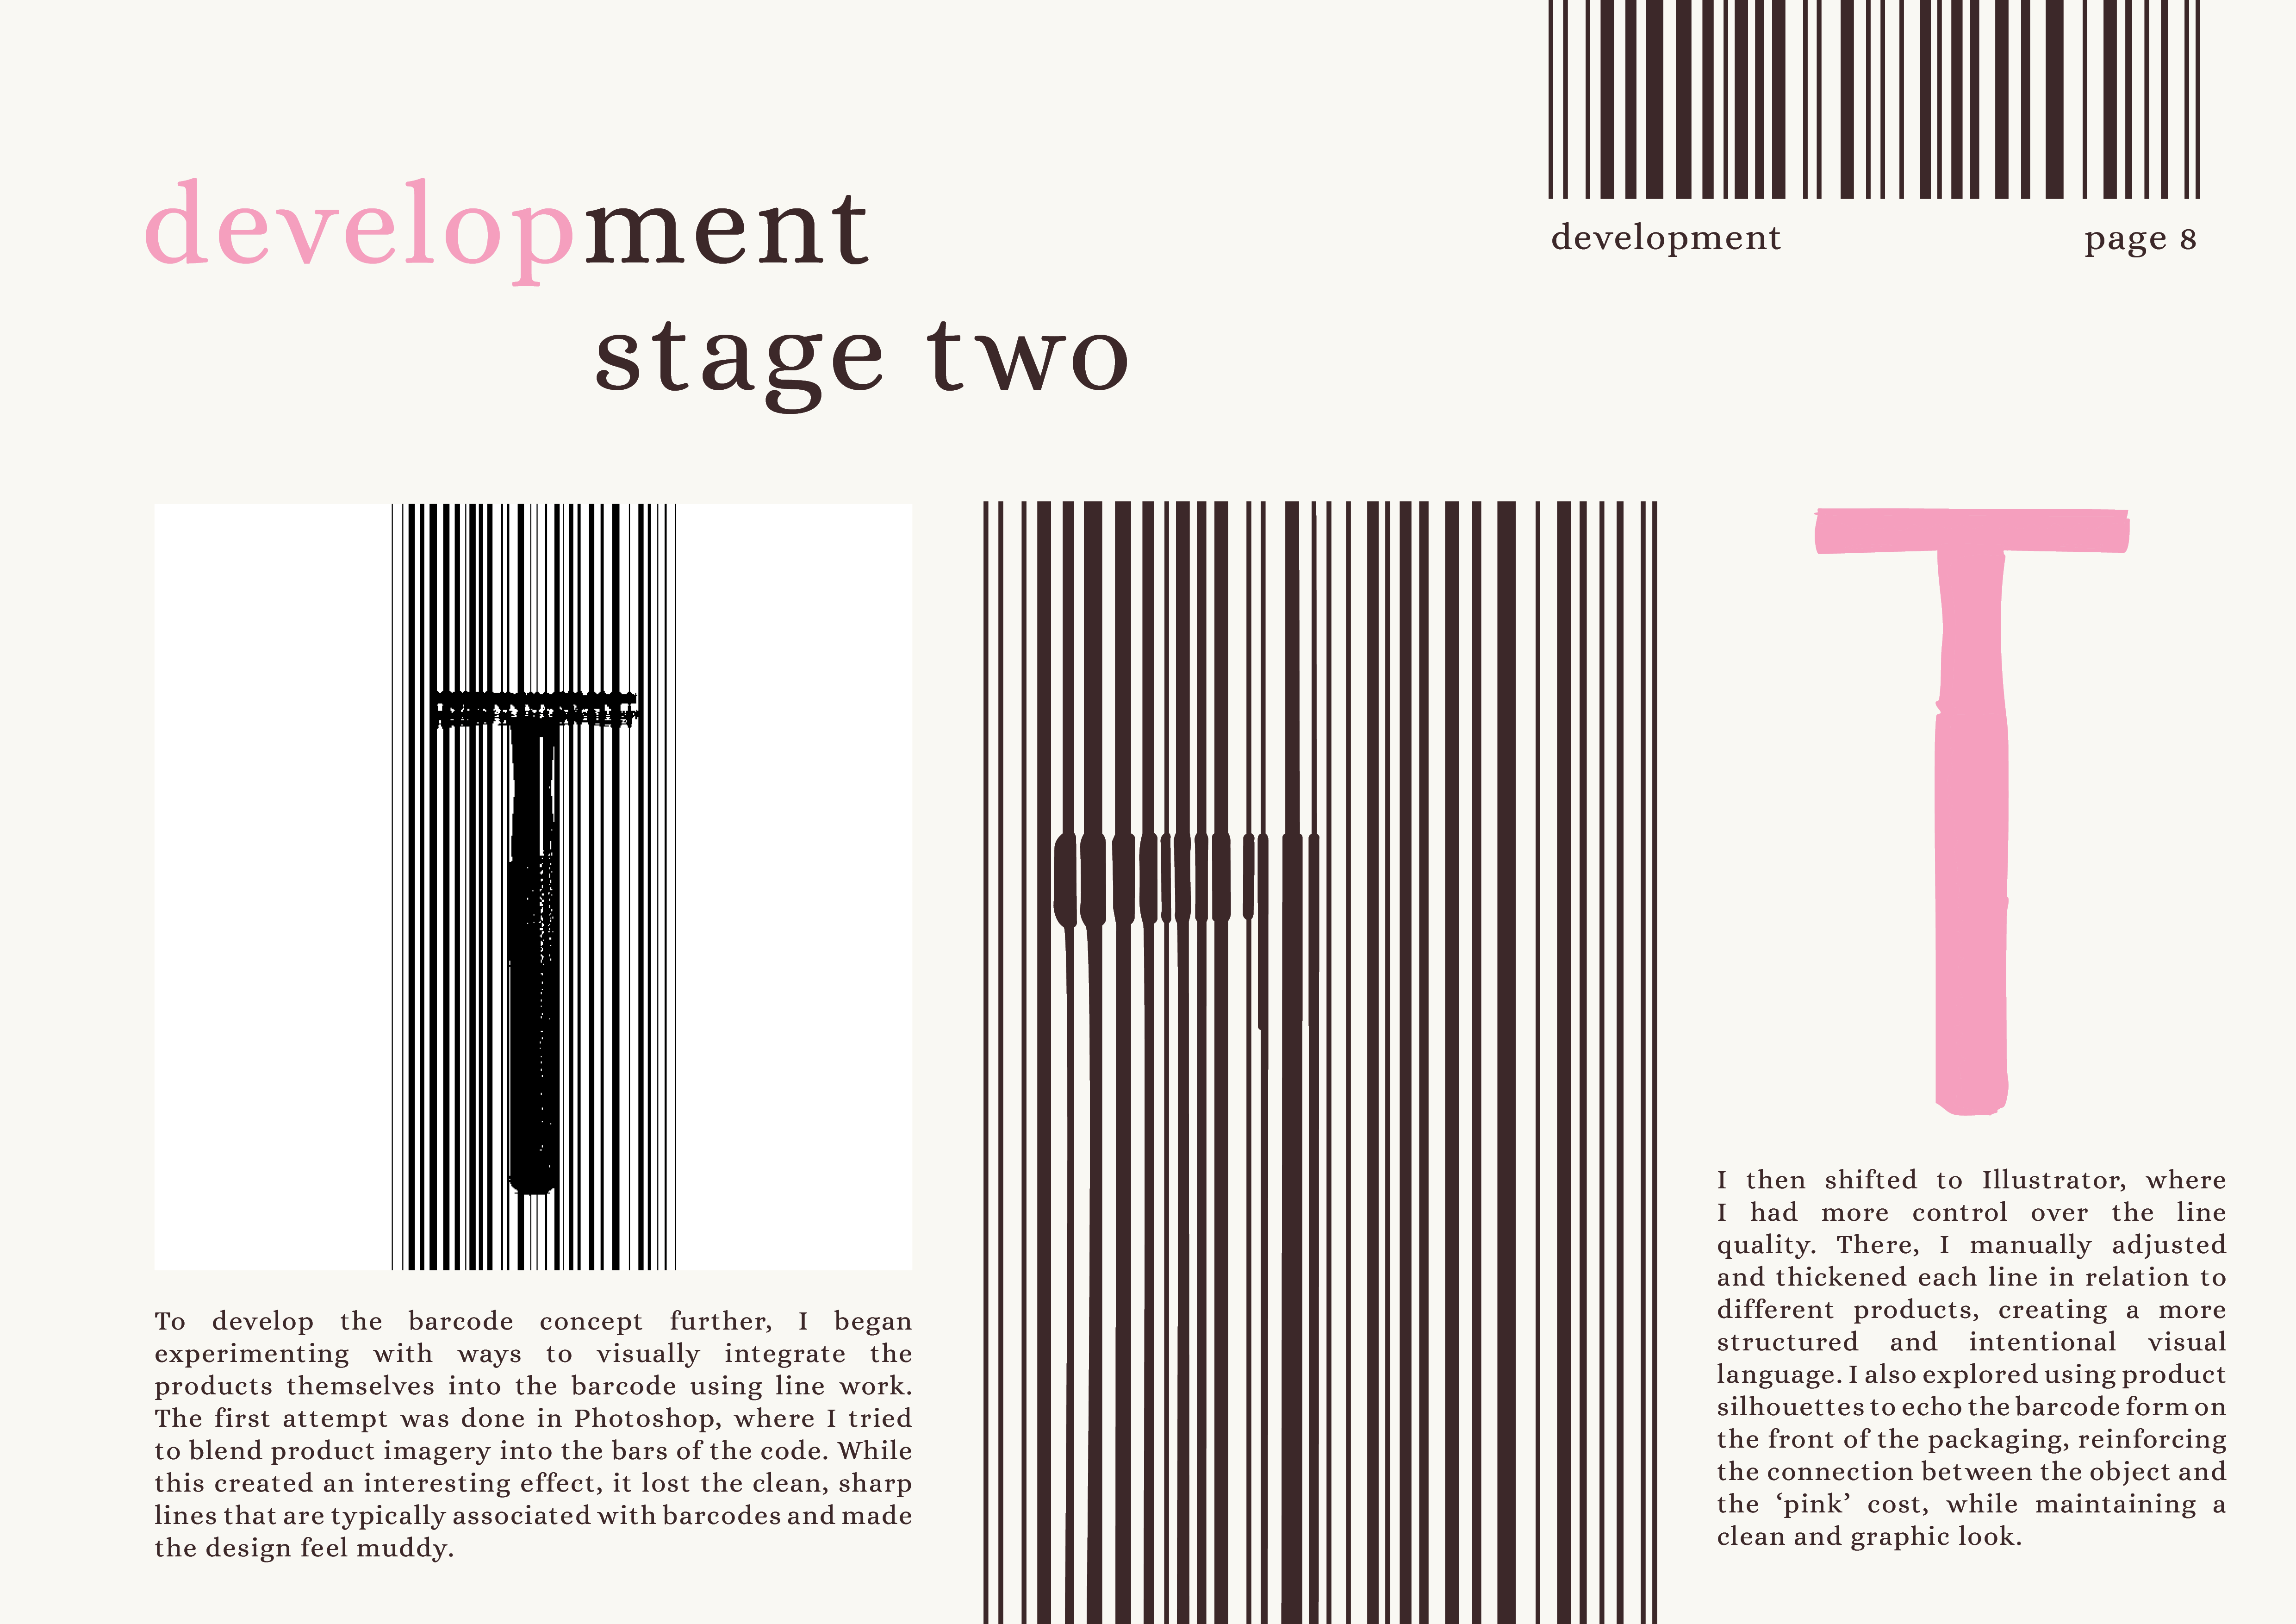 development
stage two
development page 8
To develop the barcode concept further, I began
experimenting with ways to visually integrate the
products themselves into the barcode using line work.
The first attempt was done in Photoshop, where I tried
to blend product imagery into the bars of the code. While
this created an interesting effect, it lost the clean, sharp
lines that are typically associated with barcodes and made
the design feel muddy.
I then shifted to Illustrator, where
I had more control over the line
quality. There, I manually adjusted
and thickened each line in relation to
different products, creating a more
structured and intentional visual
language. I also explored using product
silhouettes to echo the barcode form on
the front of the packaging, reinforcing
the connection between the object and
the ‘pink’ cost, while maintaining a
clean and graphic look.